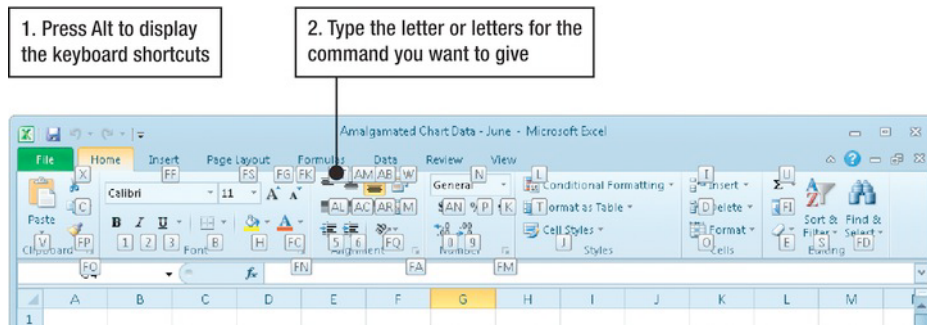 1. Press Alt to display
the keyboard shortcuts
2. Type the letter or letters for the
command you want to give
Amalgamated Chart Data - June - Microsoft Excel
File Home Insert Page Layout Formulas Data Review View
X FF FS FG FK AM AB W N L I U
Calibri 11 A A General Conditional Formatting Insert Σ
C AL AC AR M AN P K T Format as Table D Delete FI
Paste B I U A Cell Styles Format Sort & Find &
Filter Select
V FP 1 2 3 B H FC 5 6 FQ 0 9 J O E S FD
Clipboard Font Alignment Number Styles Cells Editing
FO FN FA FM
fx
A B C D E F G H I J K L M
1